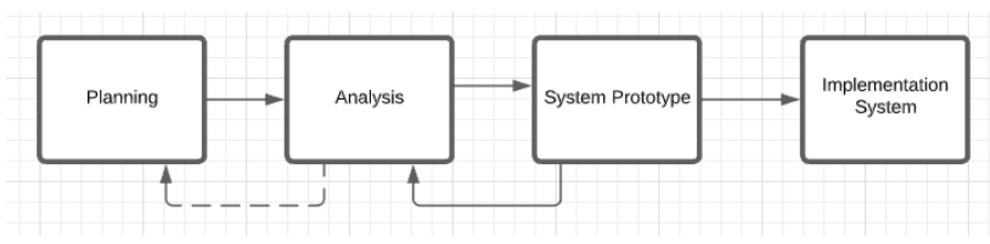 Planning
Analysis
System Prototype
Implementation
System